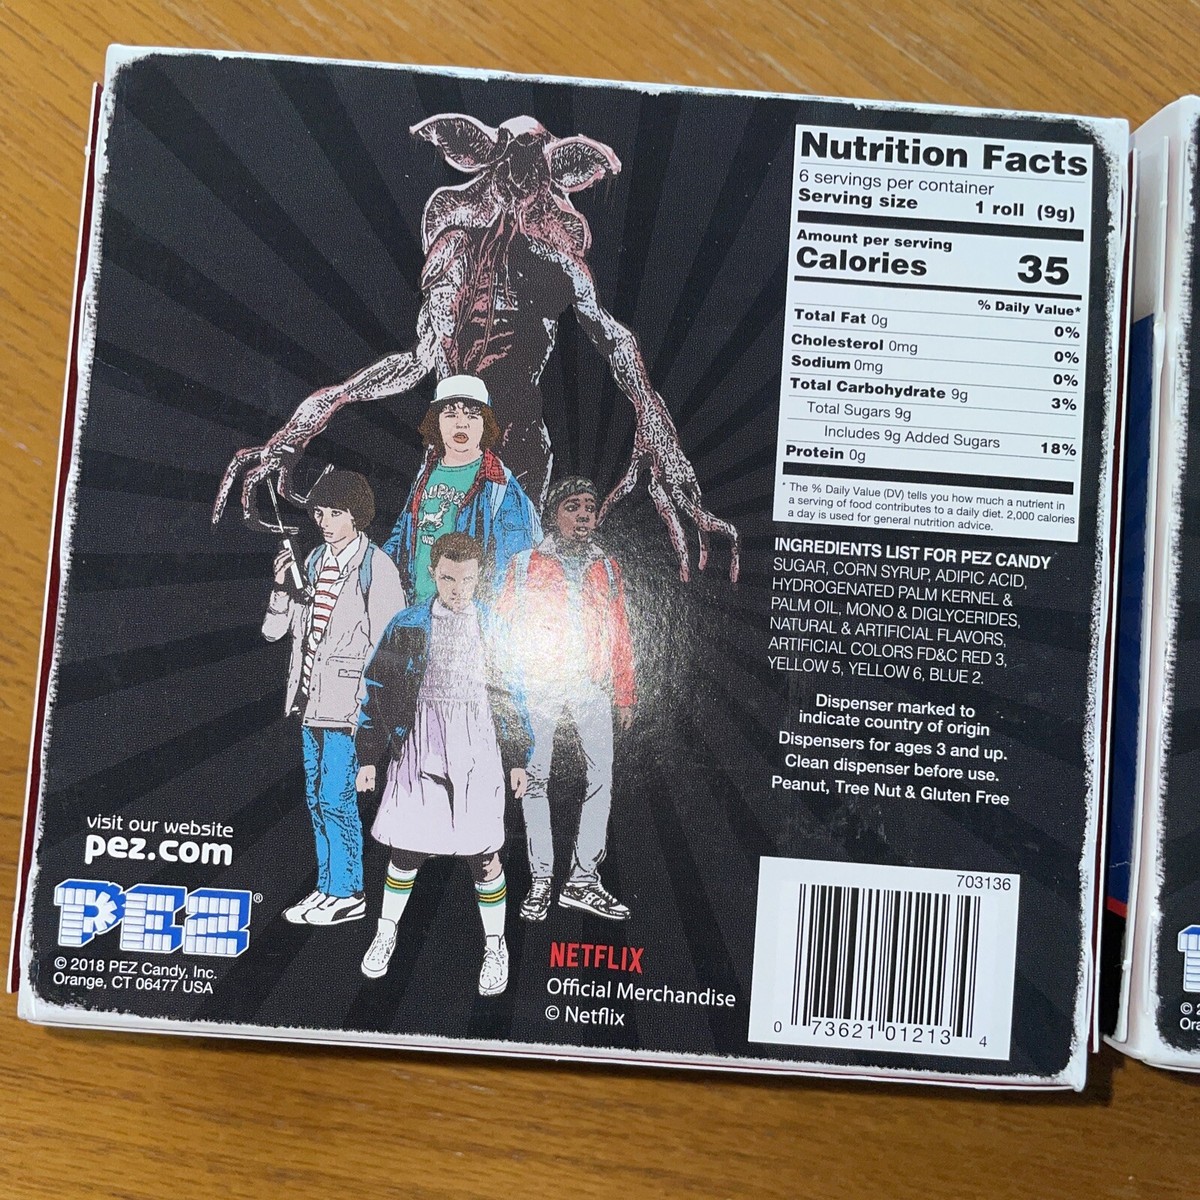 Nutrition Facts
6 servings per container
Serving size 1 roll (9g)
Amount per serving
Calories 35
% Daily Value*
Total Fat 0g 0%
Cholesterol 0mg 0%
Sodium 0mg 0%
Total Carbohydrate 9g 3%
Total Sugars 9g
Includes 9g Added Sugars 18%
Protein 0g
* The % Daily Value (DV) tells you how much a nutrient in
a serving of food contributes to a daily diet. 2,000 calories
a day is used for general nutrition advice.
INGREDIENTS LIST FOR PEZ CANDY
SUGAR, CORN SYRUP, ADIPIC ACID,
HYDROGENATED PALM KERNEL &
PALM OIL, MONO & DIGLYCERIDES,
NATURAL & ARTIFICIAL FLAVORS,
ARTIFICIAL COLORS FD&C RED 3,
YELLOW 5, YELLOW 6, BLUE 2.
Dispenser marked to
indicate country of origin
Dispensers for ages 3 and up.
Clean dispenser before use.
Peanut, Tree Nut & Gluten Free
visit our website
pez.com
PEZ®
© 2018 PEZ Candy, Inc.
Orange, CT 06477 USA
NETFLIX
Official Merchandise
© Netflix
703136
0 73621 01213 4